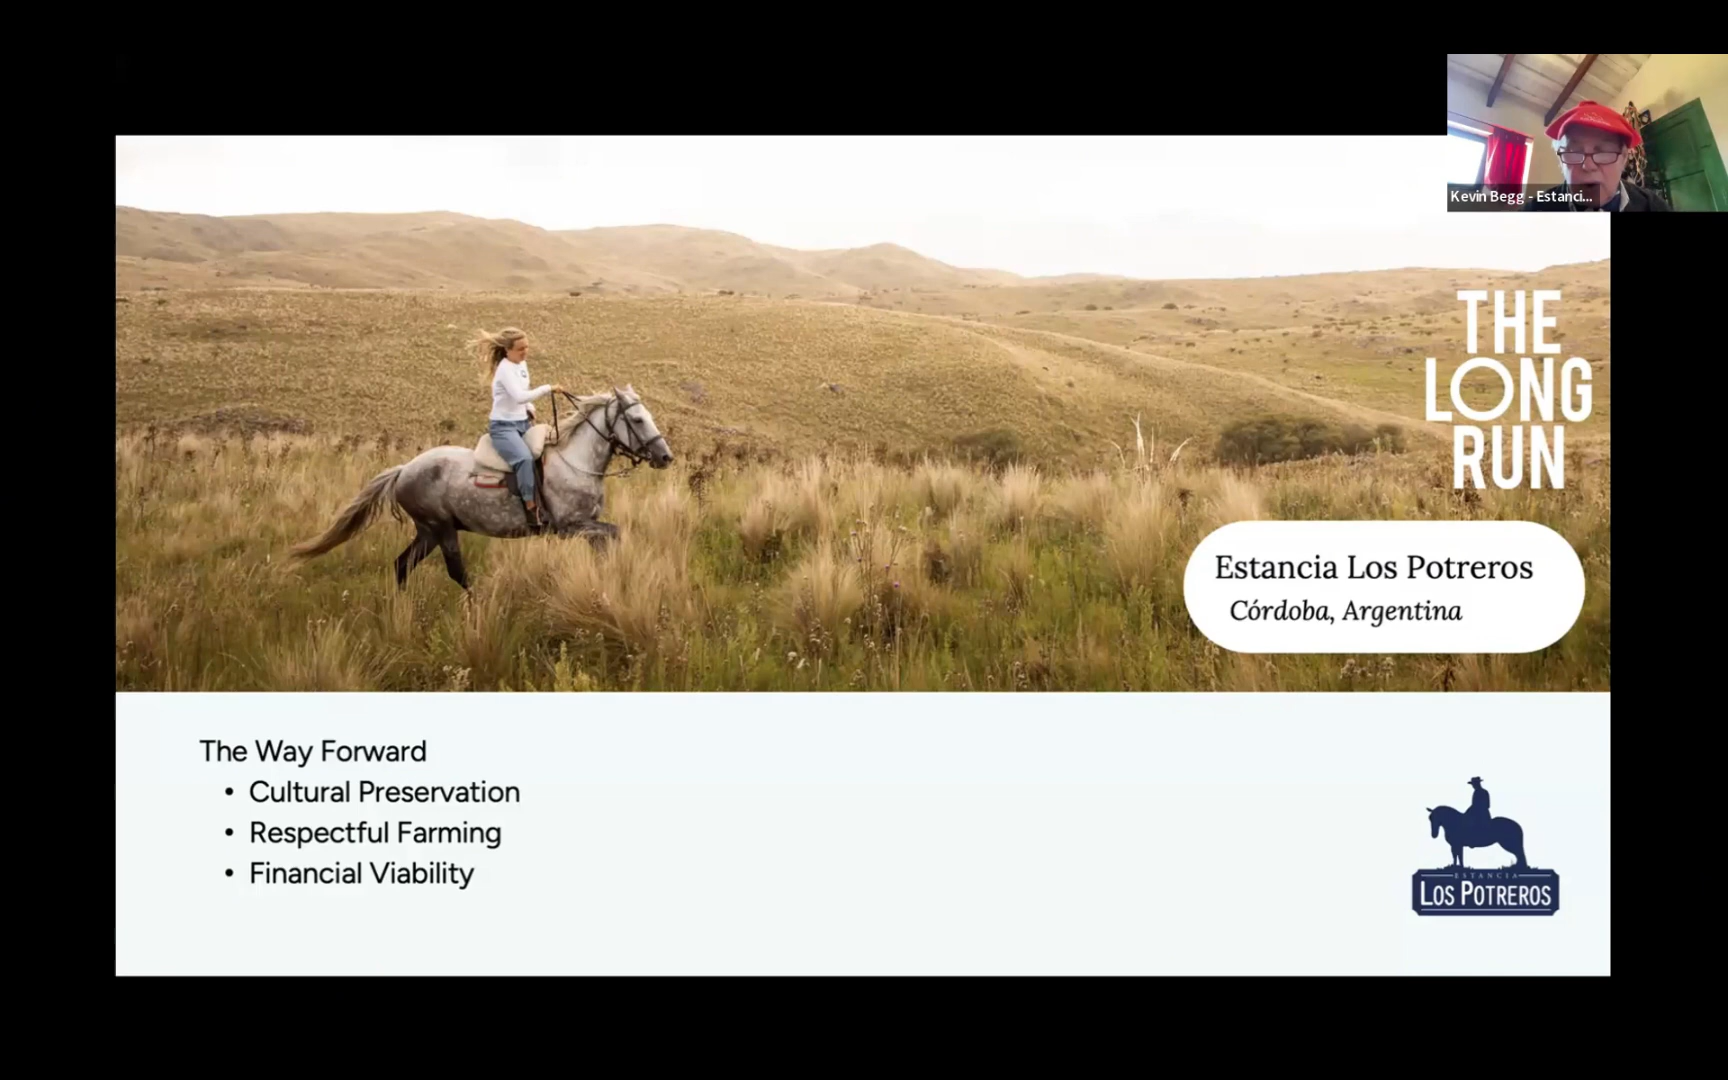 Kevin Begg - Estanci...
THE
LONG
RUN
Estancia Los Potreros
Córdoba, Argentina
The Way Forward
• Cultural Preservation
• Respectful Farming
• Financial Viability
ESTANCIA
LOS POTREROS